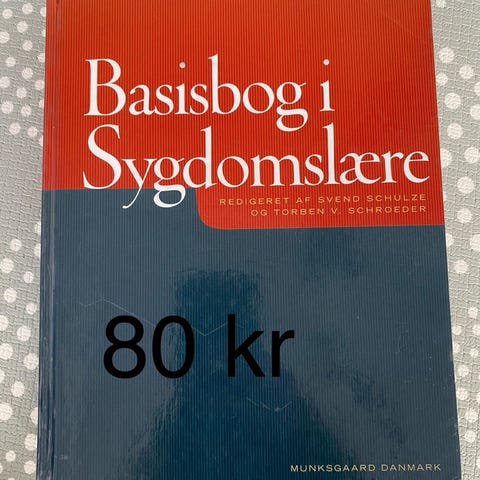 Basisbog i
Sygdomslære
REDIGERET AF SVEND SCHULZE
OG TORBEN V. SCHROEDER
80 kr
MUNKSGAARD DANMARK